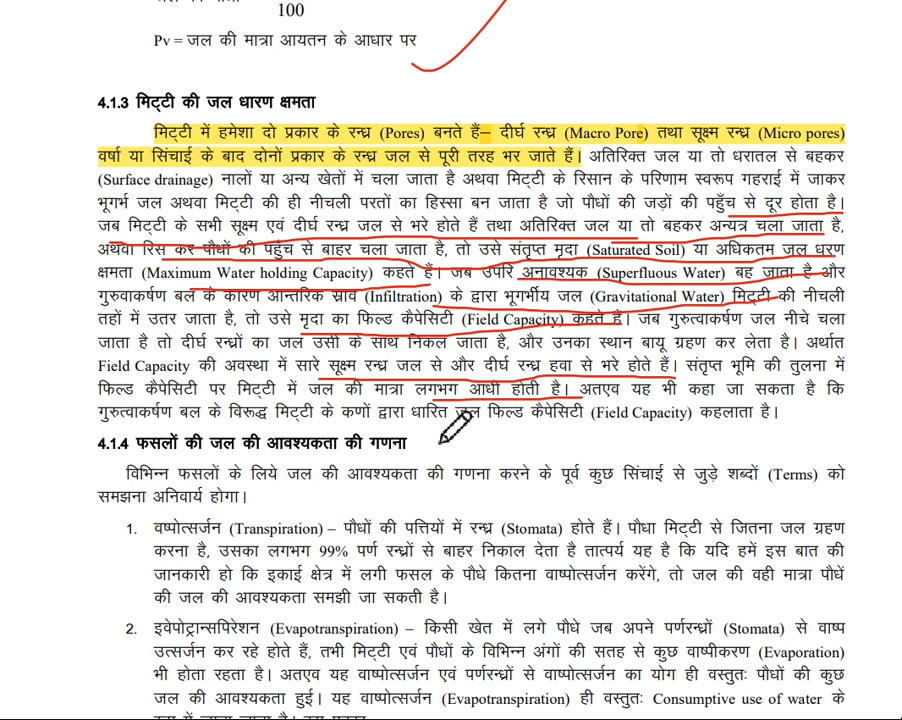 100
Pv = जल की मात्रा आयतन के आधार पर
4.1.3 मिट्टी की जल धारण क्षमता
मिट्टी में हमेशा दो प्रकार के रन्ध्र (Pores) बनते हैं– दीर्घ रन्ध्र (Macro Pore) तथा सूक्ष्म रन्ध्र (Micro pores)
वर्षा या सिंचाई के बाद दोनों प्रकार के रन्ध्र जल से पूरी तरह भर जाते हैं। अतिरिक्त जल या तो धरातल से बहकर
(Surface drainage) नालों या अन्य खेतों में चला जाता है अथवा मिट्टी के रिसान के परिणाम स्वरूप गहराई में जाकर
भूगर्भ जल अथवा मिट्टी की ही नीचली परतों का हिस्सा बन जाता है जो पौधों की जड़ों की पहुँच से दूर होता है।
जब मिट्टी के सभी सूक्ष्म एवं दीर्घ रन्ध्र जल से भरे होते हैं तथा अतिरिक्त जल या तो बहकर अन्यत्र चला जाता है,
अथवा रिस कर पौधों की पहुँच से बाहर चला जाता है, तो उसे संतृप्त मृदा (Saturated Soil) या अधिकतम जल धरण
क्षमता (Maximum Water holding Capacity) कहते हैं। जब उपरि अनावश्यक (Superfluous Water) बह जाता है और
गुरुवाकर्षण बल के कारण आन्तरिक स्राव (Infiltration) के द्वारा भूगर्भीय जल (Gravitational Water) मिट्टी की नीचली
तहों में उतर जाता है, तो उसे मृदा का फिल्ड कैपेसिटी (Field Capacity) कहते हैं। जब गुरुत्वाकर्षण जल नीचे चला
जाता है तो दीर्घ रन्ध्रों का जल उसी के साथ निकल जाता है, और उनका स्थान बायू ग्रहण कर लेता है। अर्थात
Field Capacity की अवस्था में सारे सूक्ष्म रन्ध्र जल से और दीर्घ रन्ध्र हवा से भरे होते हैं। संतृप्त भूमि की तुलना में
फिल्ड कैपेसिटी पर मिट्टी में जल की मात्रा लगभग आधी होती है। अतएव यह भी कहा जा सकता है कि
गुरुत्वाकर्षण बल के विरूद्ध मिट्टी के कणों द्वारा धारित जल फिल्ड कैपेसिटी (Field Capacity) कहलाता है।
4.1.4 फसलों की जल की आवश्यकता की गणना
विभिन्न फसलों के लिये जल की आवश्यकता की गणना करने के पूर्व कुछ सिंचाई से जुड़े शब्दों (Terms) को
समझना अनिवार्य होगा।
1. वष्पोत्सर्जन (Transpiration) – पौधों की पत्तियों में रन्ध्र (Stomata) होते हैं। पौधा मिट्टी से जितना जल ग्रहण
करना है, उसका लगभग 99% पर्ण रन्ध्रों से बाहर निकाल देता है तात्पर्य यह है कि यदि हमें इस बात की
जानकारी हो कि इकाई क्षेत्र में लगी फसल के पौधे कितना वाष्पोत्सर्जन करेंगे, तो जल की वही मात्रा पौधें
की जल की आवश्यकता समझी जा सकती है।
2. इवेपोट्रान्सपिरेशन (Evapotranspiration) – किसी खेत में लगे पौधे जब अपने पर्णरन्ध्रों (Stomata) से वाष्प
उत्सर्जन कर रहे होते हैं, तभी मिट्टी एवं पौधों के विभिन्न अंगों की सतह से कुछ वाष्पीकरण (Evaporation)
भी होता रहता है। अतएव यह वाष्पोत्सर्जन एवं पर्णरन्ध्रों से वाष्पोत्सर्जन का योग ही वस्तुतः पौधों की कुछ
जल की आवश्यकता हुई। यह वाष्पोत्सर्जन (Evapotranspiration) ही वस्तुतः Consumptive use of water के